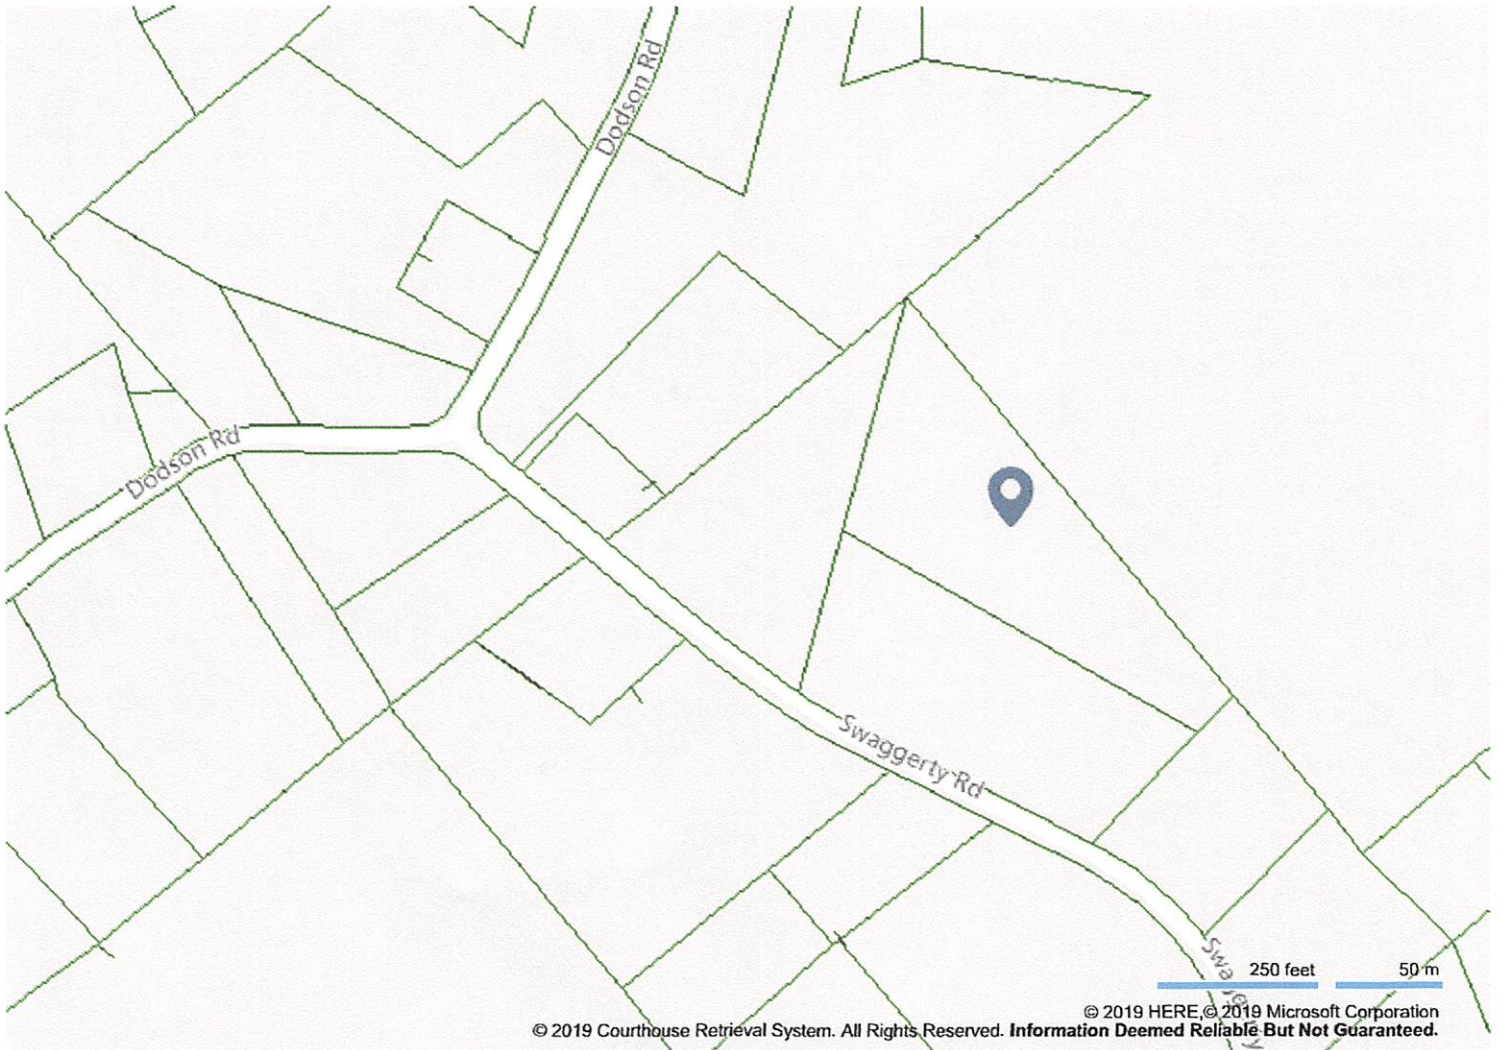 Dodson Rd
Dodson Rd
Swaggerty Rd
Swaggerty
250 feet
50 m
© 2019 HERE,© 2019 Microsoft Corporation
© 2019 Courthouse Retrieval System. All Rights Reserved. Information Deemed Reliable But Not Guaranteed.